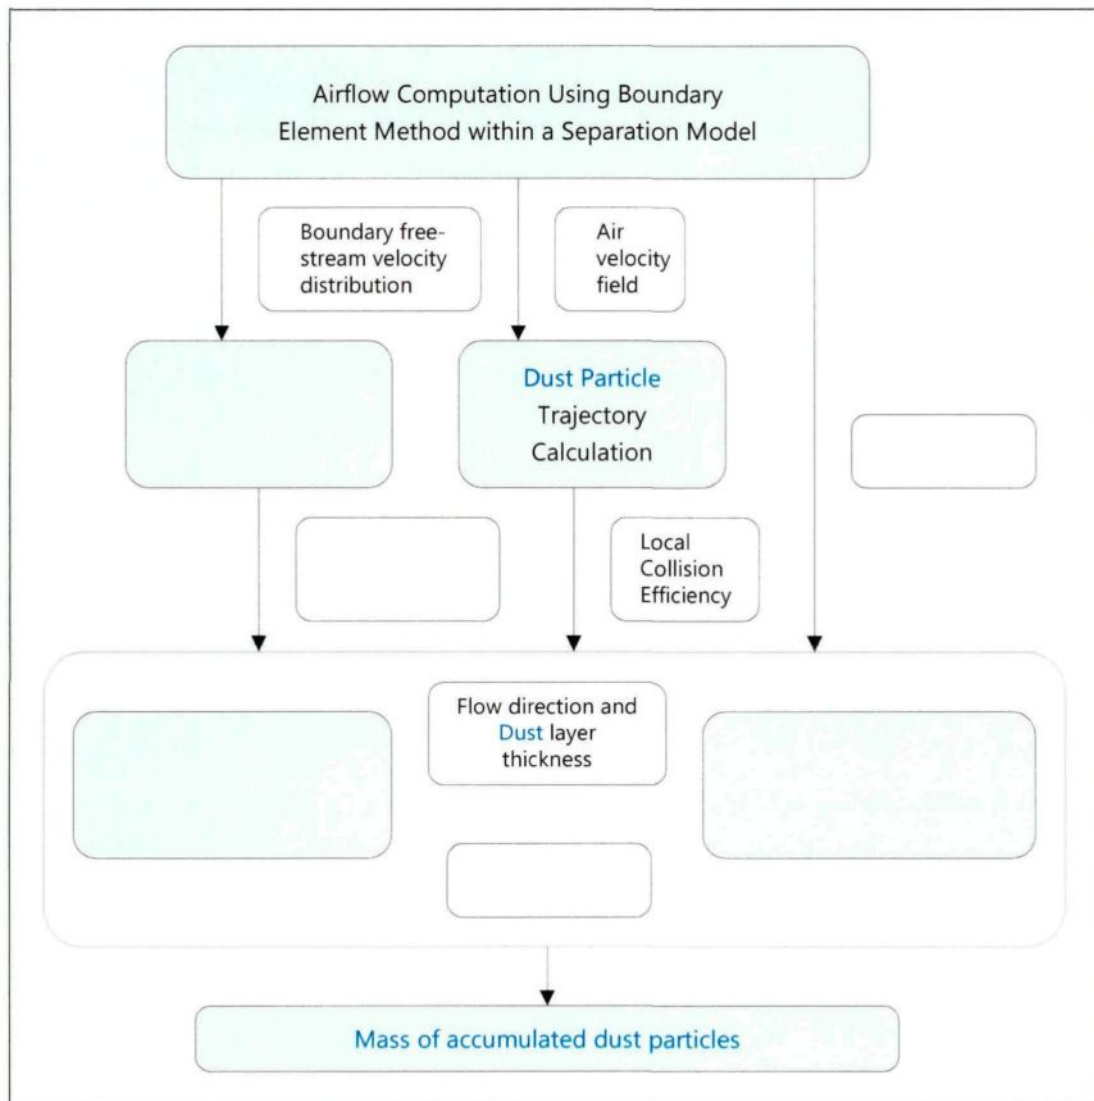 Airflow Computation Using Boundary
Element Method within a Separation Model
Boundary free-
stream velocity
distribution
Air
velocity
field
Dust Particle
Trajectory
Calculation
Local
Collision
Efficiency
Flow direction and
Dust layer
thickness
Mass of accumulated dust particles